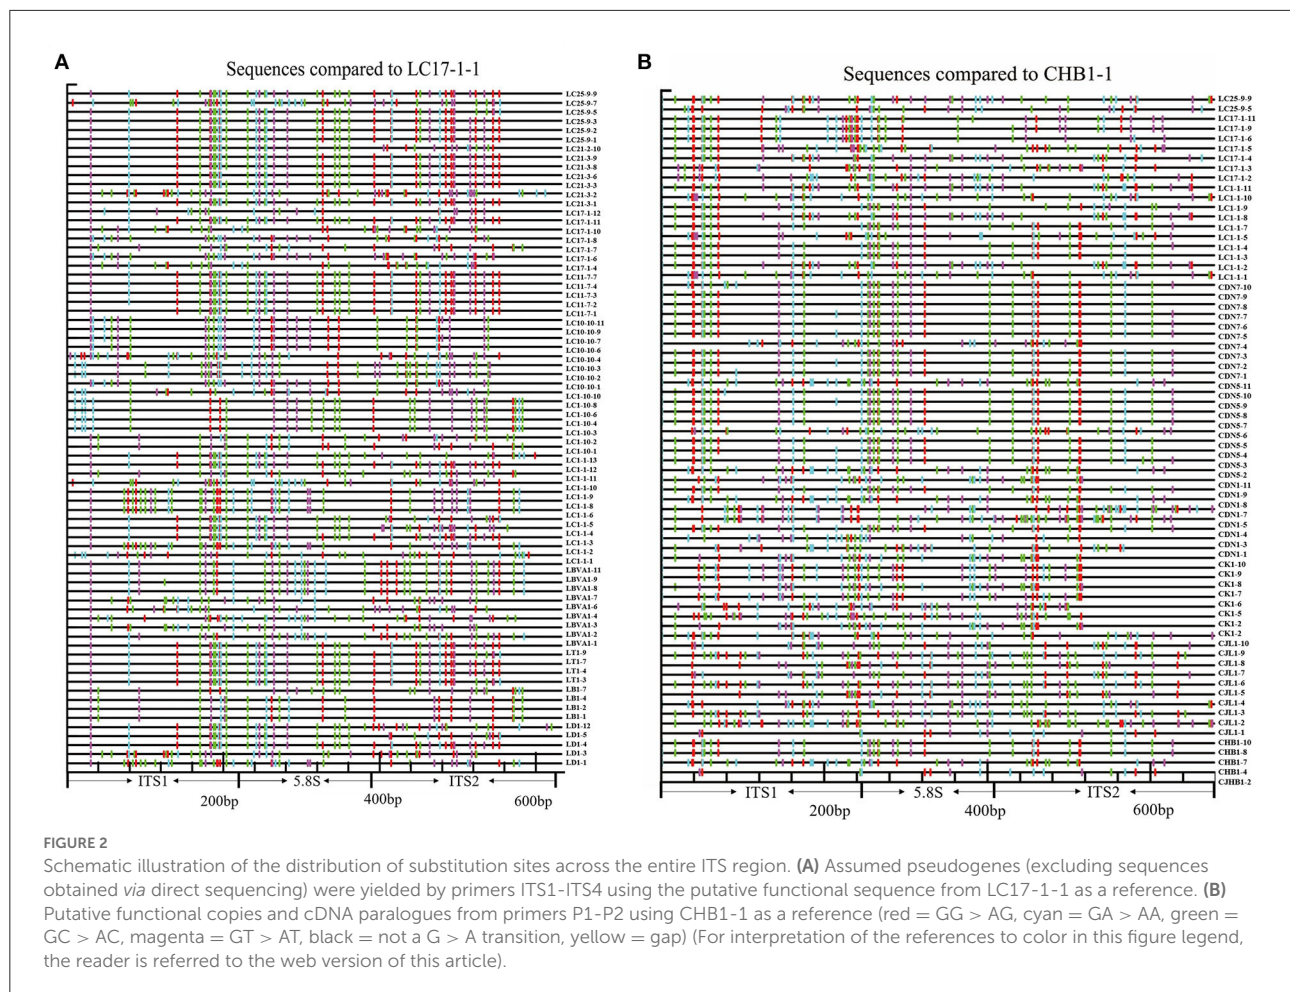 A
Sequences compared to LC17-1-1
LC25-9-9
LC25-9-7
LC25-9-5
LC25-9-3
LC25-9-2
LC25-9-1
LC21-2-10
LC21-3-9
LC21-3-8
LC21-3-6
LC21-3-3
LC21-3-2
LC21-3-1
LC17-1-12
LC17-1-11
LC17-1-10
LC17-1-8
LC17-1-7
LC17-1-6
LC17-1-4
LC11-7-7
LC11-7-4
LC11-7-3
LC11-7-2
LC11-7-1
LC10-10-11
LC10-10-9
LC10-10-7
LC10-10-6
LC10-10-4
LC10-10-3
LC10-10-2
LC10-10-1
LC1-10-10
LC1-10-8
LC1-10-6
LC1-10-4
LC1-10-3
LC1-10-2
LC1-10-1
LC1-1-13
LC1-1-12
LC1-1-11
LC1-1-10
LC1-1-9
LC1-1-8
LC1-1-6
LC1-1-5
LC1-1-4
LC1-1-3
LC1-1-2
LC1-1-1
LBVA1-11
LBVA1-9
LBVA1-8
LBVA1-7
LBVA1-6
LBVA1-4
LBVA1-3
LBVA1-2
LBVA1-1
LT1-9
LT1-7
LT1-4
LT1-3
LB1-7
LB1-4
LB1-2
LB1-1
LD1-12
LD1-5
LD1-4
LD1-3
LD1-1
ITS1 5.8S ITS2
200bp 400bp 600bp
B
Sequences compared to CHB1-1
LC25-9-9
LC25-9-5
LC17-1-11
LC17-1-9
LC17-1-6
LC17-1-5
LC17-1-4
LC17-1-3
LC17-1-2
LC1-1-11
LC1-1-10
LC1-1-9
LC1-1-8
LC1-1-7
LC1-1-5
LC1-1-4
LC1-1-3
LC1-1-2
LC1-1-1
CDN7-10
CDN7-9
CDN7-8
CDN7-7
CDN7-6
CDN7-5
CDN7-4
CDN7-3
CDN7-2
CDN7-1
CDN5-11
CDN5-10
CDN5-9
CDN5-8
CDN5-7
CDN5-6
CDN5-5
CDN5-4
CDN5-3
CDN5-2
CDN1-11
CDN1-9
CDN1-8
CDN1-7
CDN1-5
CDN1-4
CDN1-3
CDN1-1
CK1-10
CK1-9
CK1-8
CK1-7
CK1-6
CK1-5
CK1-2
CK1-2
CJL1-10
CJL1-9
CJL1-8
CJL1-7
CJL1-6
CJL1-5
CJL1-4
CJL1-3
CJL1-2
CJL1-1
CHB1-10
CHB1-8
CHB1-7
CHB1-4
CJHB1-2
ITS1 5.8S ITS2
200bp 400bp 600bp
FIGURE 2
Schematic illustration of the distribution of substitution sites across the entire ITS region. (A) Assumed pseudogenes (excluding sequences
obtained via direct sequencing) were yielded by primers ITS1-ITS4 using the putative functional sequence from LC17-1-1 as a reference. (B)
Putative functional copies and cDNA paralogues from primers P1-P2 using CHB1-1 as a reference (red = GG > AG, cyan = GA > AA, green =
GC > AC, magenta = GT > AT, black = not a G > A transition, yellow = gap) (For interpretation of the references to color in this figure legend,
the reader is referred to the web version of this article).